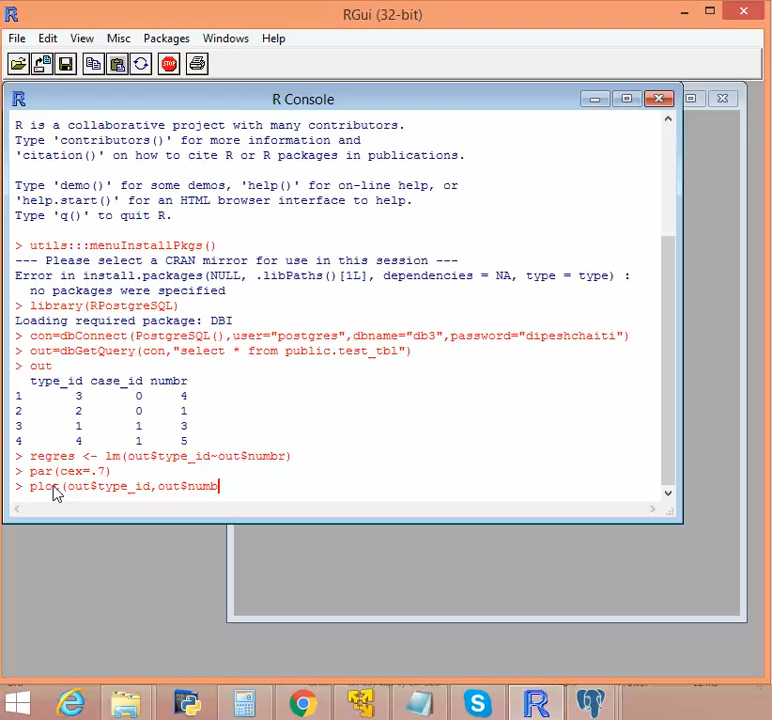 RGui (32-bit)
File Edit View Misc Packages Windows Help
R Console
R is a collaborative project with many contributors.
Type 'contributors()' for more information and
'citation()' on how to cite R or R packages in publications.
Type 'demo()' for some demos, 'help()' for on-line help, or
'help.start()' for an HTML browser interface to help.
Type 'q()' to quit R.
> utils:::menuInstallPkgs()
--- Please select a CRAN mirror for use in this session ---
Error in install.packages(NULL, .libPaths()[1L], dependencies = NA, type = type) :
no packages were specified
> library(RPostgreSQL)
Loading required package: DBI
> con=dbConnect(PostgreSQL(),user="postgres",dbname="db3",password="dipeshchaiti")
> out=dbGetQuery(con,"select * from public.test_tbl")
> out
type_id case_id numbr
1 3 0 4
2 2 0 1
3 1 1 3
4 4 1 5
> regres <- lm(out$type_id~out$numbr)
> par(cex=.7)
> plot(out$type_id,out$numb